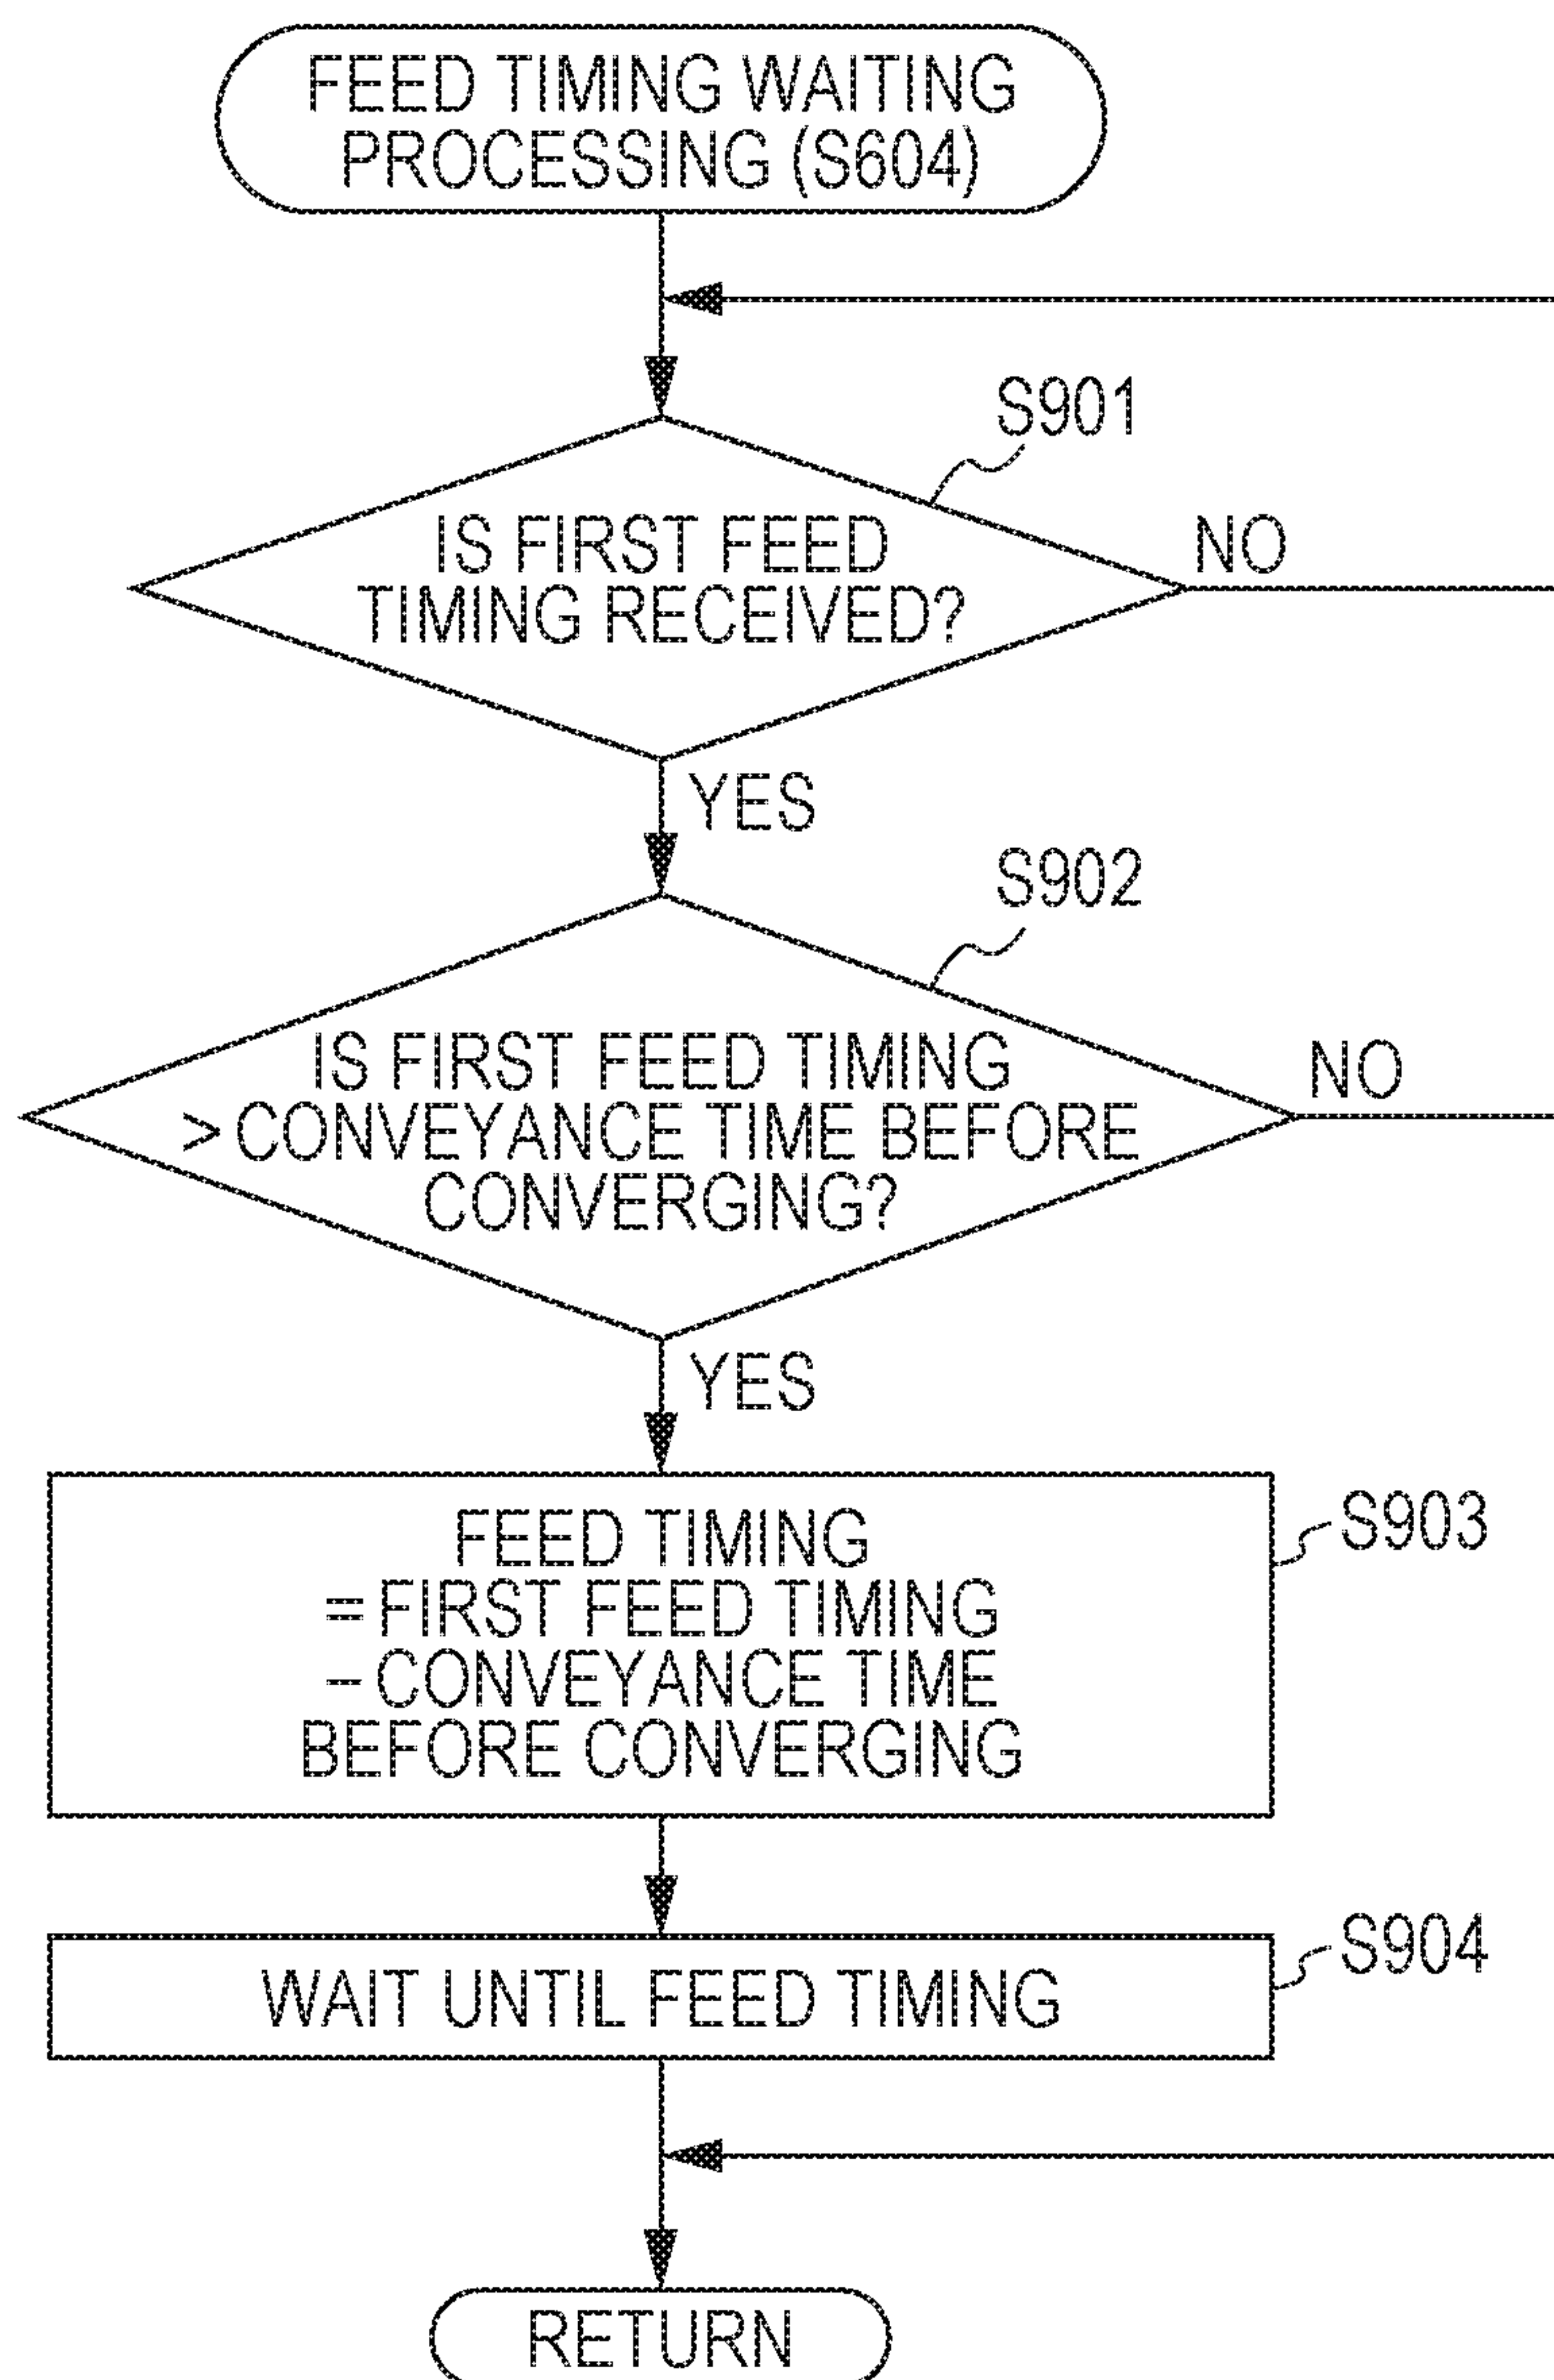 FEED TIMING WAITING
PROCESSING (S604)
S901
IS FIRST FEED
TIMING RECEIVED?
NO
YES
S902
IS FIRST FEED TIMING
> CONVEYANCE TIME BEFORE
CONVERGING?
NO
YES
S903
FEED TIMING
= FIRST FEED TIMING
– CONVEYANCE TIME
BEFORE CONVERGING
S904
WAIT UNTIL FEED TIMING
RETURN